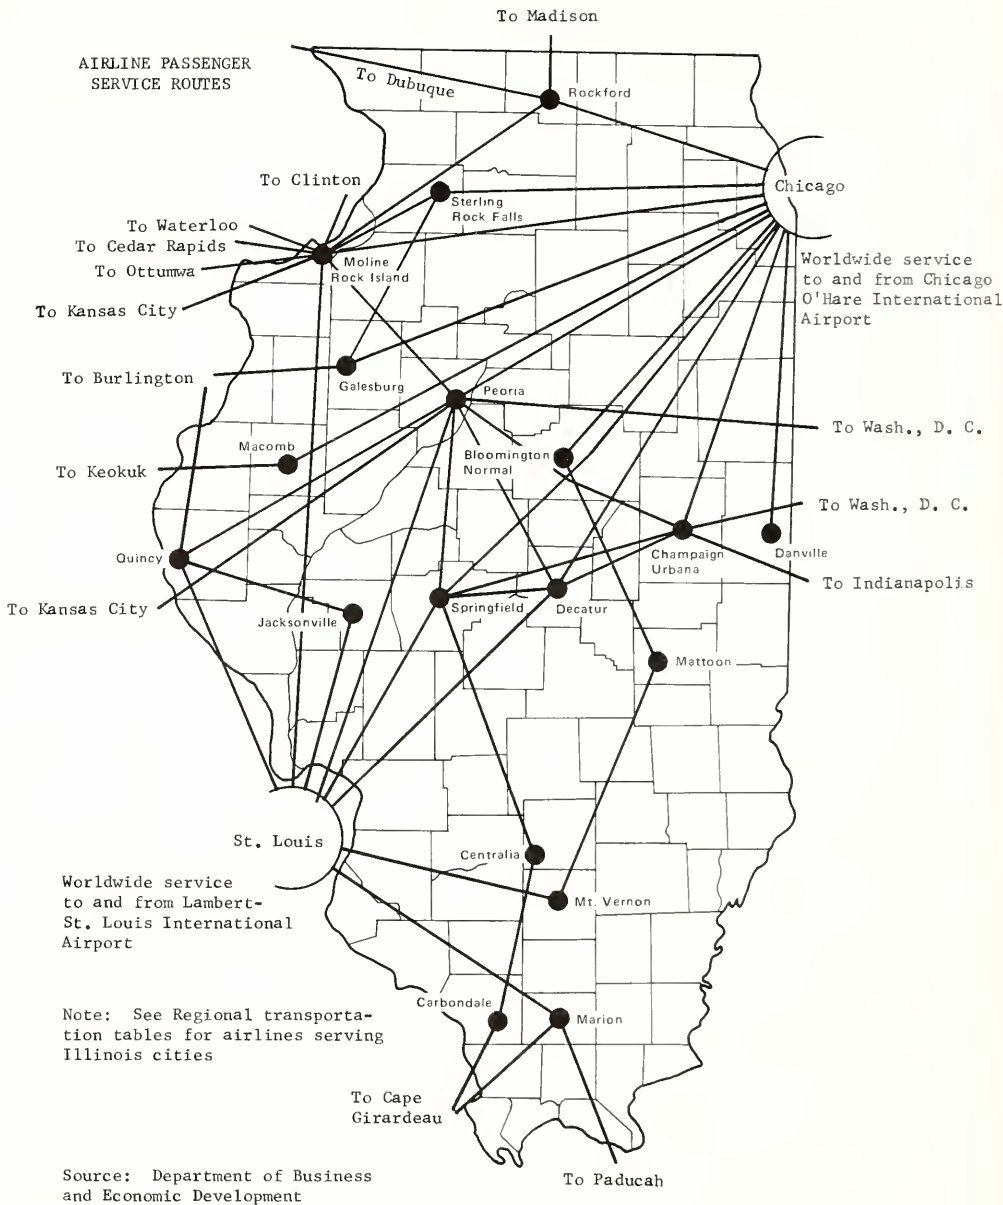 To Madison
AIRLINE PASSENGER
SERVICE ROUTES
To Dubuque
Rockford
Chicago
To Clinton
Sterling
Rock Falls
To Waterloo
To Cedar Rapids
To Ottumwa
Moline
Rock Island
To Kansas City
Worldwide service
to and from Chicago
O'Hare International
Airport
To Burlington
Galesburg
Peoria
To Wash., D. C.
Macomb
To Keokuk
Bloomington
Normal
To Wash., D. C.
Quincy
Champaign
Urbana
Danville
To Indianapolis
To Kansas City
Jacksonville
Springfield
Decatur
Mattoon
St. Louis
Centralia
Mt. Vernon
Worldwide service
to and from Lambert-
St. Louis International
Airport
Carbondale
Marion
Note: See Regional transporta-
tion tables for airlines serving
Illinois cities
To Cape
Girardeau
To Paducah
Source: Department of Business
and Economic Development